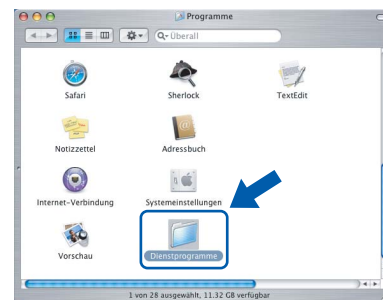 Programme
Überall
Safari
Sherlock
TextEdit
Notizzettel
Adressbuch
Internet-Verbindung
Systemeinstellungen
Vorschau
Dienstprogramme
1 von 28 ausgewählt, 11.32 GB verfügbar